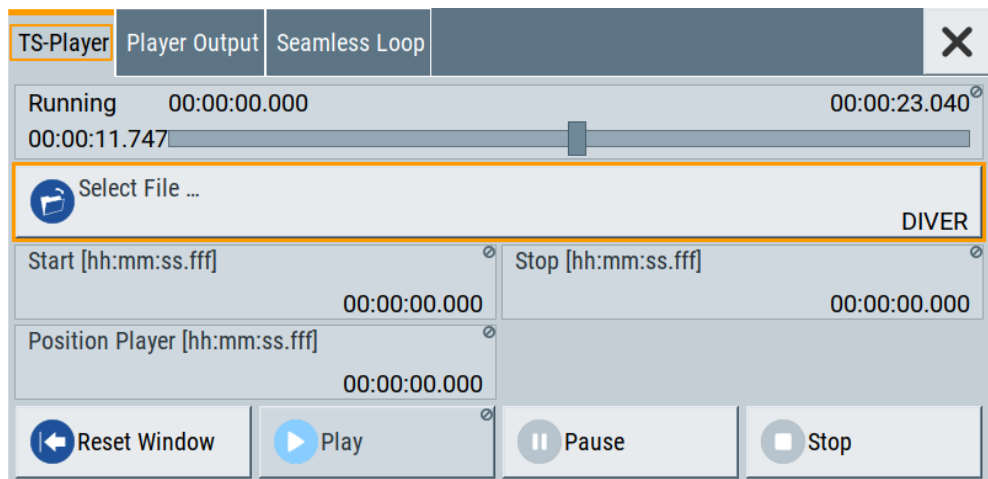 TS-Player Player Output Seamless Loop
Running 00:00:00.000 00:00:23.040
00:00:11.747
Select File ...
DIVER
Start [hh:mm:ss.fff] Stop [hh:mm:ss.fff]
00:00:00.000 00:00:00.000
Position Player [hh:mm:ss.fff]
00:00:00.000
Reset Window Play Pause Stop